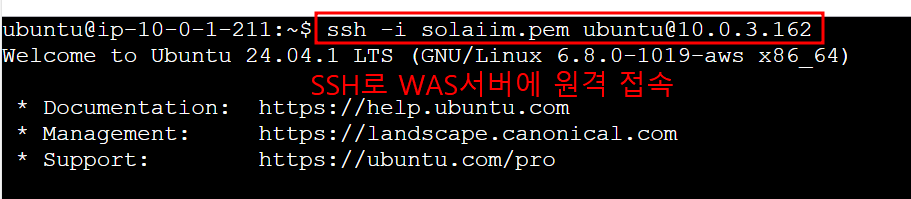 ubuntu@ip-10-0-1-211:~$ ssh -i solaiim.pem ubuntu@10.0.3.162
Welcome to Ubuntu 24.04.1 LTS (GNU/Linux 6.8.0-1019-aws x86_64)
SSH로 WAS서버에 원격 접속
* Documentation:  https://help.ubuntu.com
* Management:     https://landscape.canonical.com
* Support:        https://ubuntu.com/pro